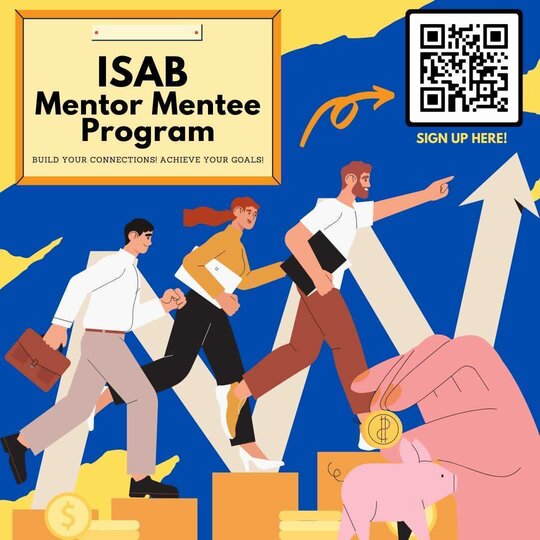 ISAB
Mentor Mentee
Program
BUILD YOUR CONNECTIONS! ACHIEVE YOUR GOALS!
SIGN UP HERE!
$
$